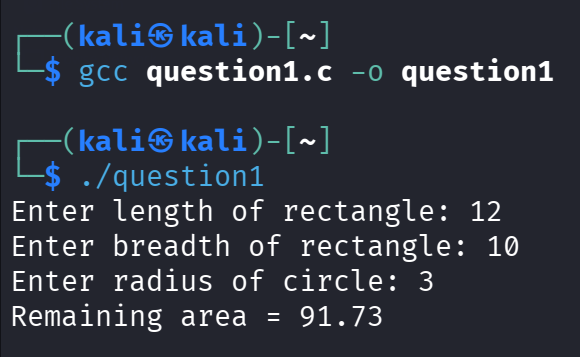 ┌──(kali㉿kali)-[~]
└─$ gcc question1.c -o question1
┌──(kali㉿kali)-[~]
└─$ ./question1
Enter length of rectangle: 12
Enter breadth of rectangle: 10
Enter radius of circle: 3
Remaining area = 91.73